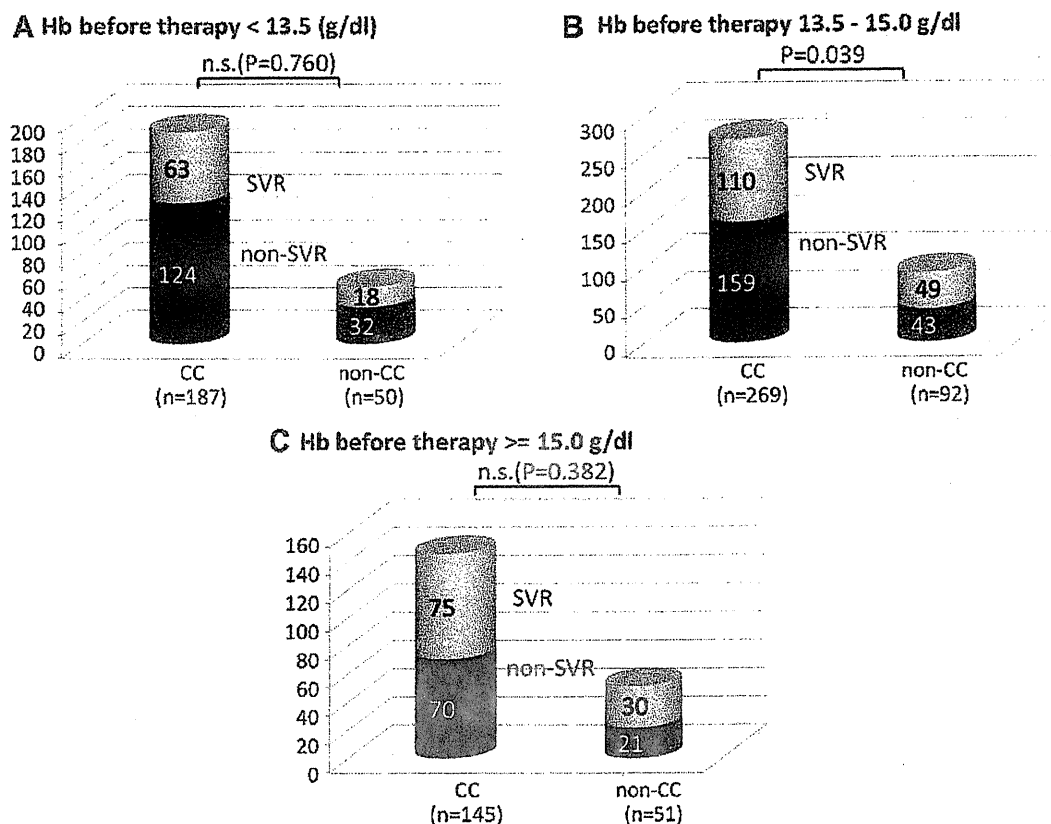 A Hb before therapy < 13.5 (g/dl)
n.s.(P=0.760)
200
180
160
140
120
100
80
60
40
20
0
63
SVR
124
non-SVR
18
32
CC
(n=187)
non-CC
(n=50)
B Hb before therapy 13.5 - 15.0 g/dl
P=0.039
300
250
200
150
100
50
0
110
SVR
159
non-SVR
49
43
CC
(n=269)
non-CC
(n=92)
C Hb before therapy >= 15.0 g/dl
n.s.(P=0.382)
160
140
120
100
80
60
40
20
0
75
SVR
70
non-SVR
30
21
CC
(n=145)
non-CC
(n=51)